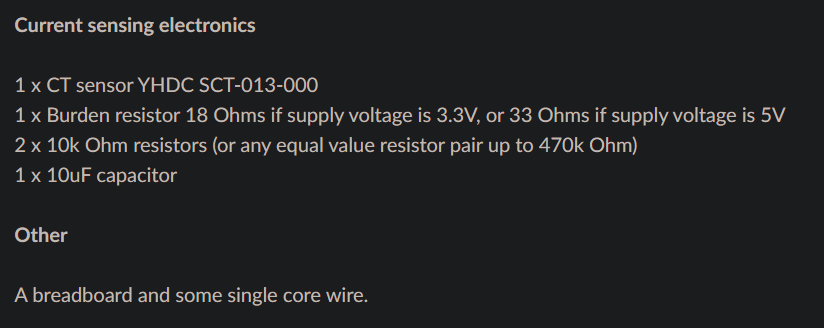 Current sensing electronics
1 x CT sensor YHDC SCT-013-000
1 x Burden resistor 18 Ohms if supply voltage is 3.3V, or 33 Ohms if supply voltage is 5V
2 x 10k Ohm resistors (or any equal value resistor pair up to 470k Ohm)
1 x 10uF capacitor
Other
A breadboard and some single core wire.